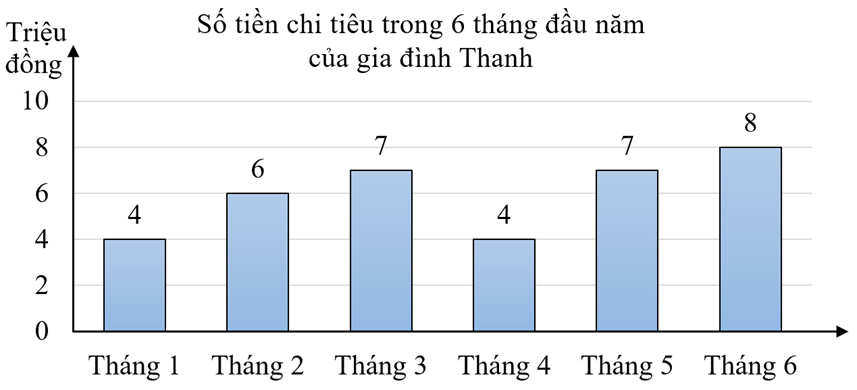 Số tiền chi tiêu trong 6 tháng đầu năm
của gia đình Thanh
Triệu
đồng
10
8
6
4
2
0
4
6
7
4
7
8
Tháng 1
Tháng 2
Tháng 3
Tháng 4
Tháng 5
Tháng 6